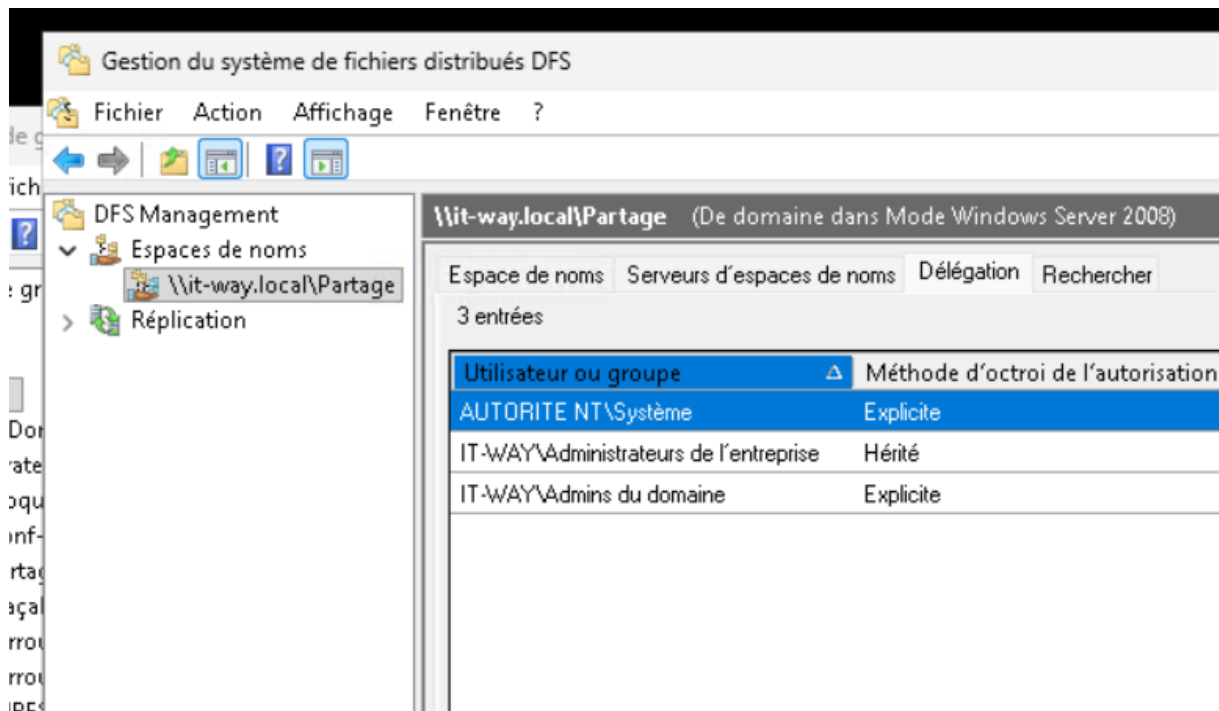 Gestion du système de fichiers distribués DFS
Fichier Action Affichage Fenêtre ?
DFS Management
Espaces de noms
\\it-way.local\Partage
Réplication
\\it-way.local\Partage (De domaine dans Mode Windows Server 2008)
Espace de noms Serveurs d'espaces de noms Délégation Rechercher
3 entrées
Utilisateur ou groupe Méthode d'octroi de l'autorisation
AUTORITE NT\Système Explicite
IT-WAY\Administrateurs de l'entreprise Hérité
IT-WAY\Admins du domaine Explicite